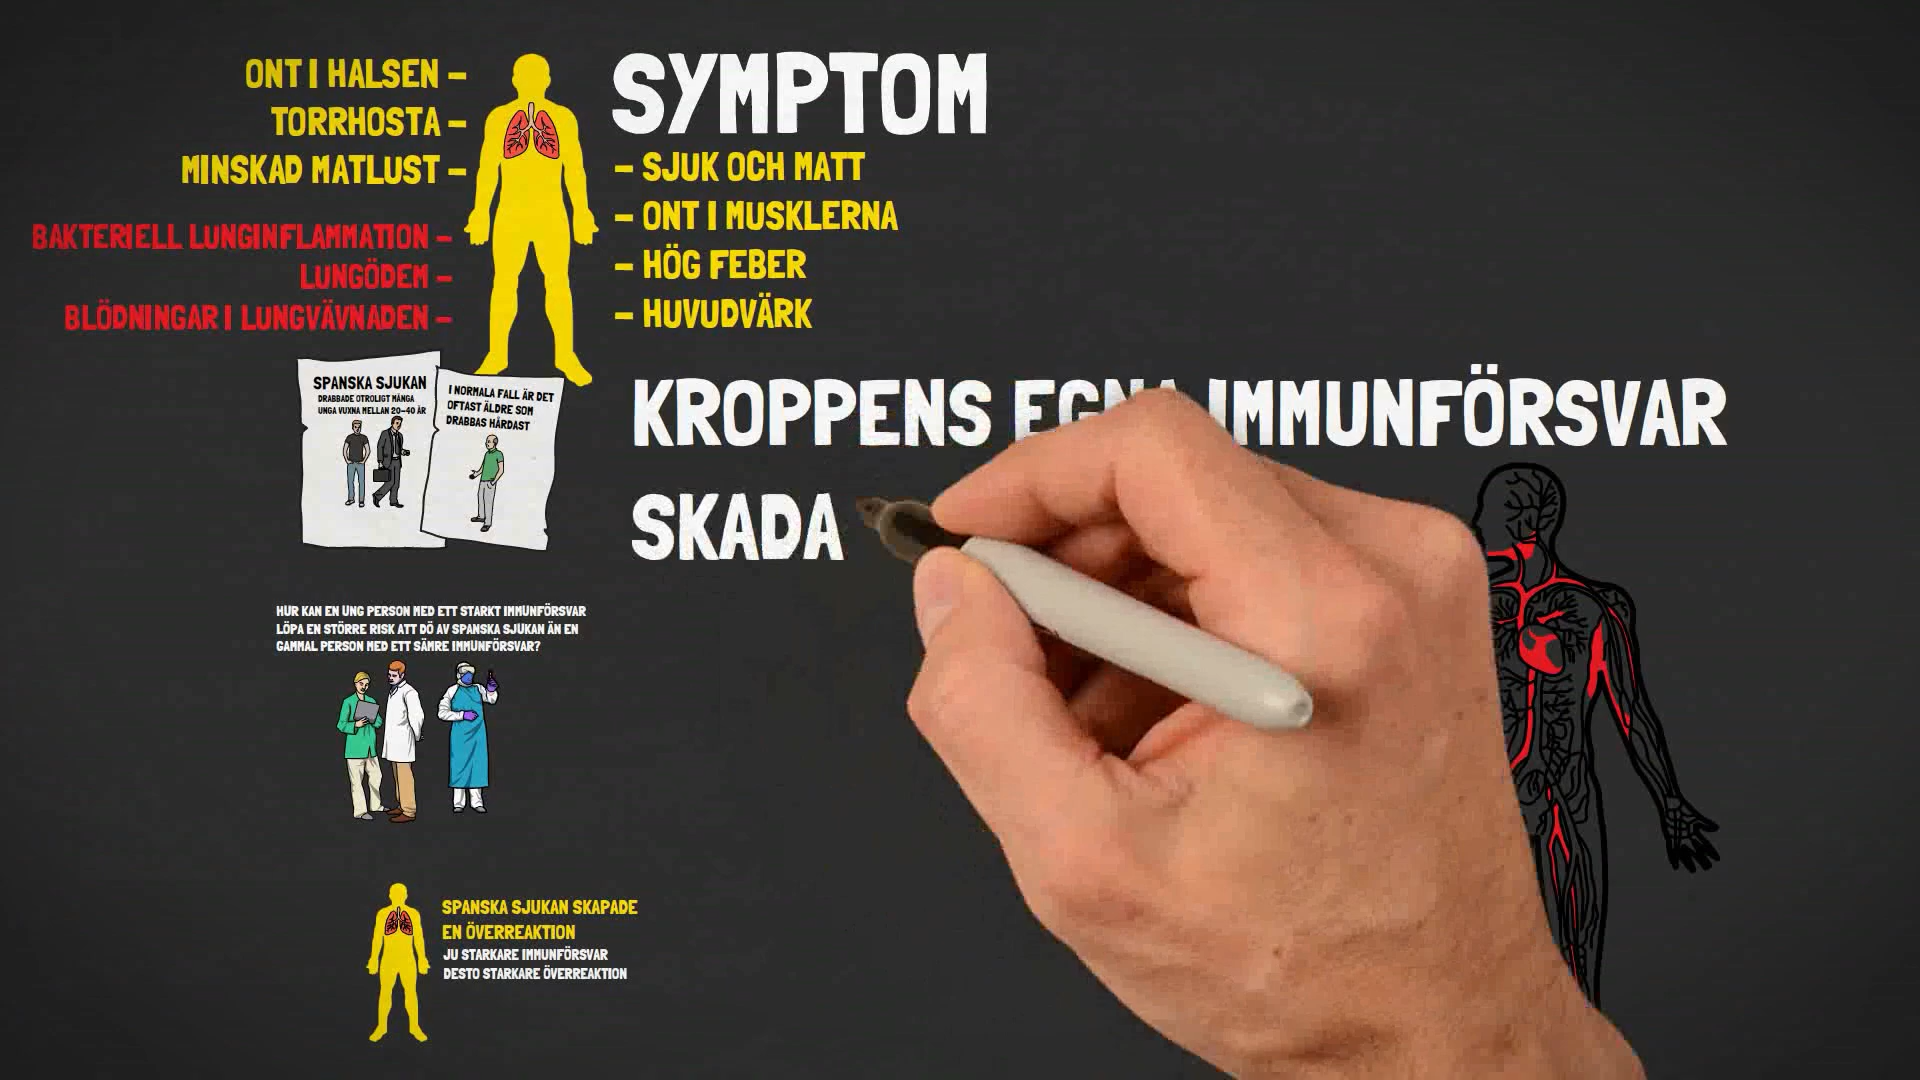 ONT I HALSEN –
TORRHOSTA –
MINSKAD MATLUST –
BAKTERIELL LUNGINFLAMMATION –
LUNGÖDEM –
BLÖDNINGAR I LUNGVÄVNADEN –
SYMPTOM
– SJUK OCH MATT
– ONT I MUSKLERNA
– HÖG FEBER
– HUVUDVÄRK
SPANSKA SJUKAN
DRABBADE OTROLIGT MÅNGA
UNGA VUXNA MELLAN 20–40 ÅR
I NORMALA FALL ÄR DET
OFTAST ÄLDRE SOM
DRABBAS HÅRDAST
KROPPENS EGNA IMMUNFÖRSVAR
SKADA
HUR KAN EN UNG PERSON MED ETT STARKT IMMUNFÖRSVAR
LÖPA EN STÖRRE RISK ATT DÖ AV SPANSKA SJUKAN ÄN EN
GAMMAL PERSON MED ETT SÄMRE IMMUNFÖRSVAR?
SPANSKA SJUKAN SKAPADE
EN ÖVERREAKTION
JU STARKARE IMMUNFÖRSVAR
DESTO STARKARE ÖVERREAKTION